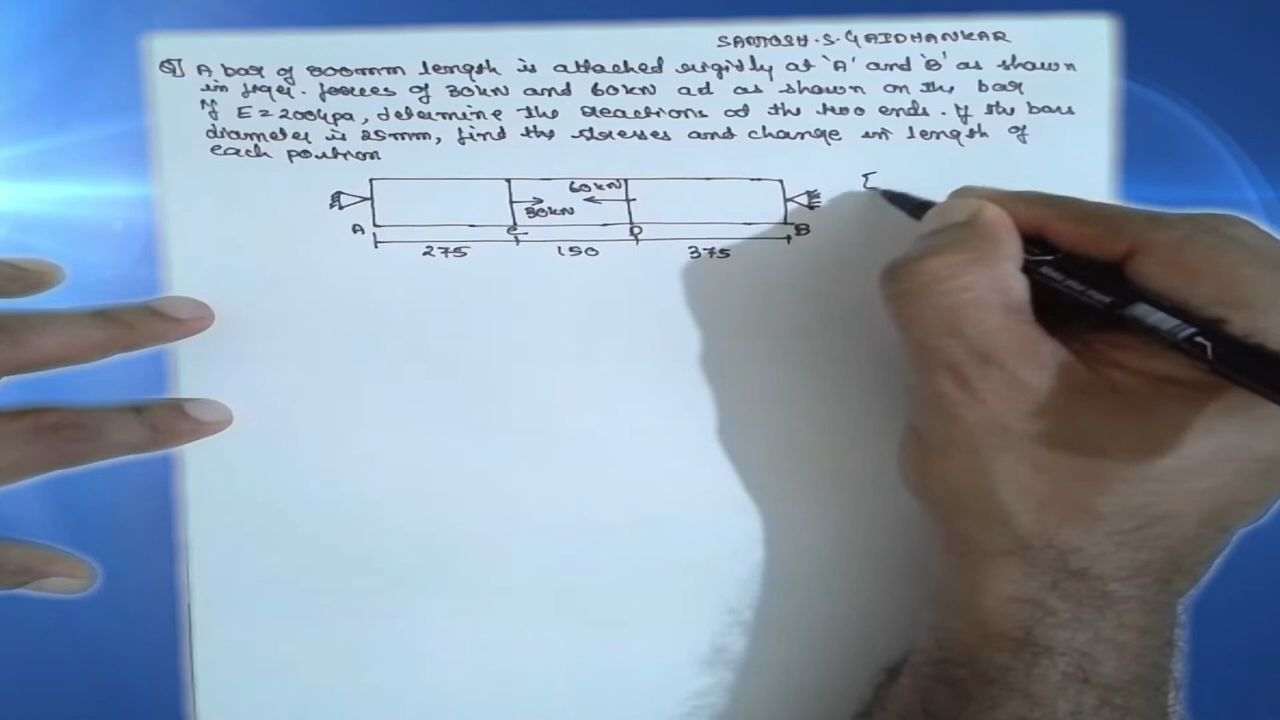 SANTOSH.S.GAIDHANKAR
Q] A bar of 800mm length is attached rigidly at 'A' and 'B' as shown
in figer. forces of 30kN and 60kN act as shown on the bar
If E = 200Gpa, determine the reactions at the two ends. If the bars
diameter is 25mm, find the stresses and change in length of
each portion
60kN
30kN
A C D B
275 150 375